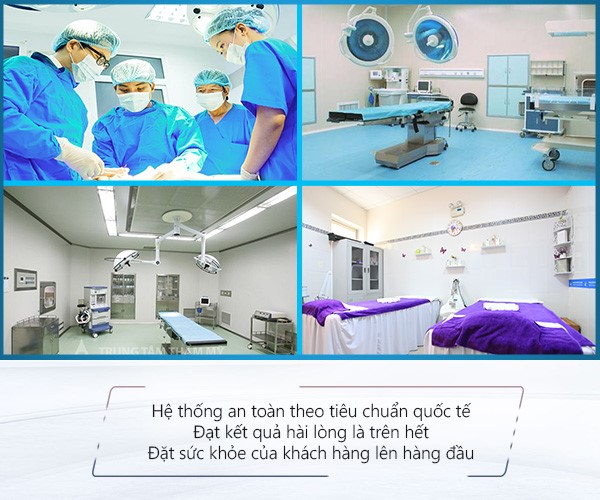 TRUNG TÂM THẨM MỸ
Hệ thống an toàn theo tiêu chuẩn quốc tế
Đạt kết quả hài lòng là trên hết
Đặt sức khỏe của khách hàng lên hàng đầu